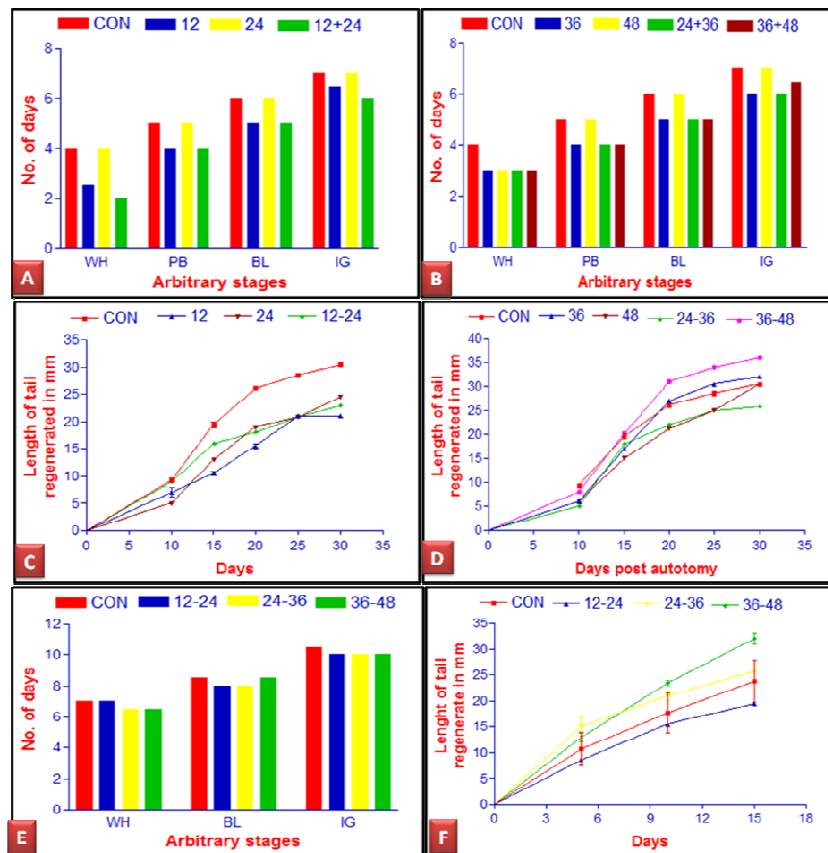 CON 12 24 12+24
No. of days
8
6
4
2
0
WH PB BL IG
Arbitrary stages
A
CON 36 48 24+36 36+48
No. of days
8
6
4
2
0
WH PB BL IG
Arbitrary stages
B
CON 12 24 12-24
Length of tail
regenerated in mm
35
30
25
20
15
10
5
0
0 5 10 15 20 25 30 35
Days
C
CON 36 48 24-36 36-48
Length of tail
regenerated in mm
40
35
30
25
20
15
10
5
0
0 5 10 15 20 25 30 35
Days post autotomy
D
CON 12-24 24-36 36-48
No. of days
12
10
8
6
4
2
0
WH BL IG
Arbitrary stages
E
CON 12-24 24-36 36-48
Lenght of tail
regenerate in mm
35
30
25
20
15
10
5
0
0 3 6 9 12 15 18
Days
F